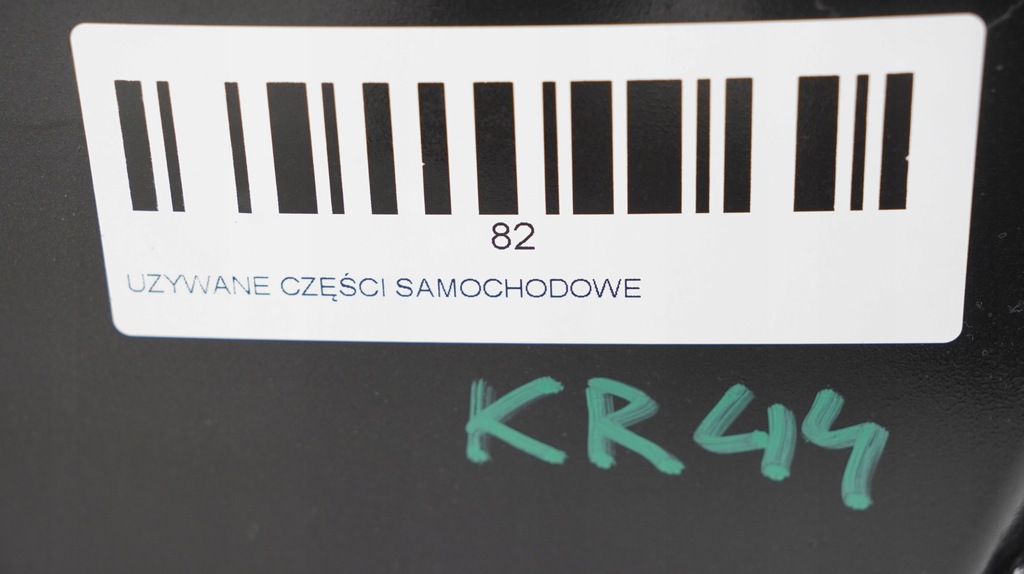 82
UZYWANE CZĘŚCI SAMOCHODOWE
KR44